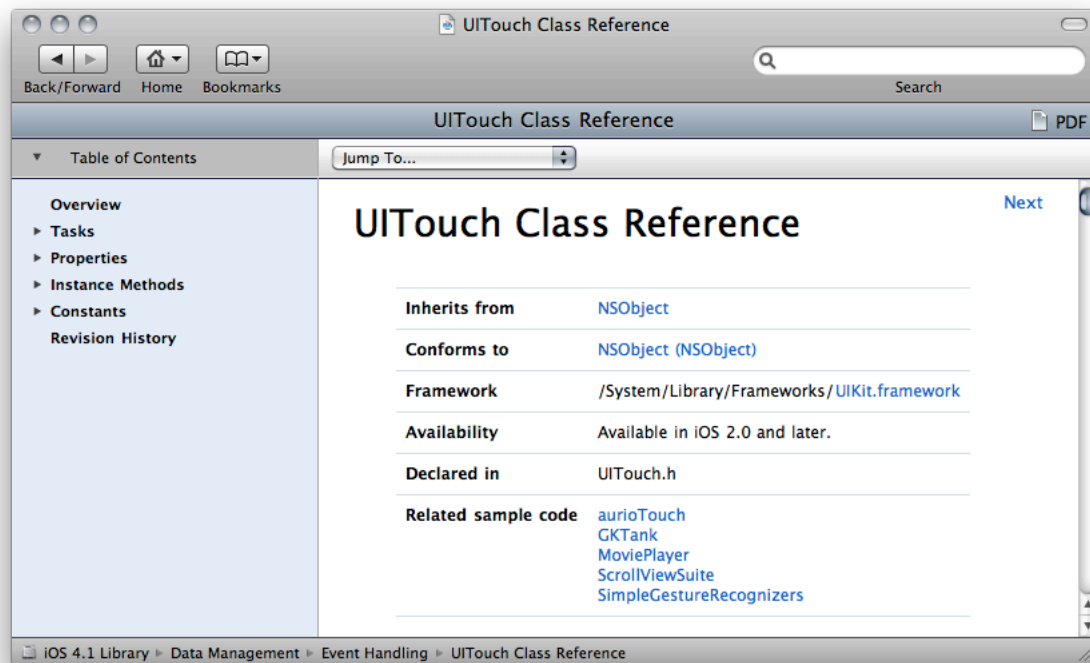 UITouch Class Reference
Back/Forward Home Bookmarks Search
UITouch Class Reference PDF
Table of Contents Jump To...
Overview
Tasks
Properties
Instance Methods
Constants
Revision History
Next
UITouch Class Reference
Inherits from NSObject
Conforms to NSObject (NSObject)
Framework /System/Library/Frameworks/UIKit.framework
Availability Available in iOS 2.0 and later.
Declared in UITouch.h
Related sample code aurioTouch
GKTank
MoviePlayer
ScrollViewSuite
SimpleGestureRecognizers
iOS 4.1 Library Data Management Event Handling UITouch Class Reference